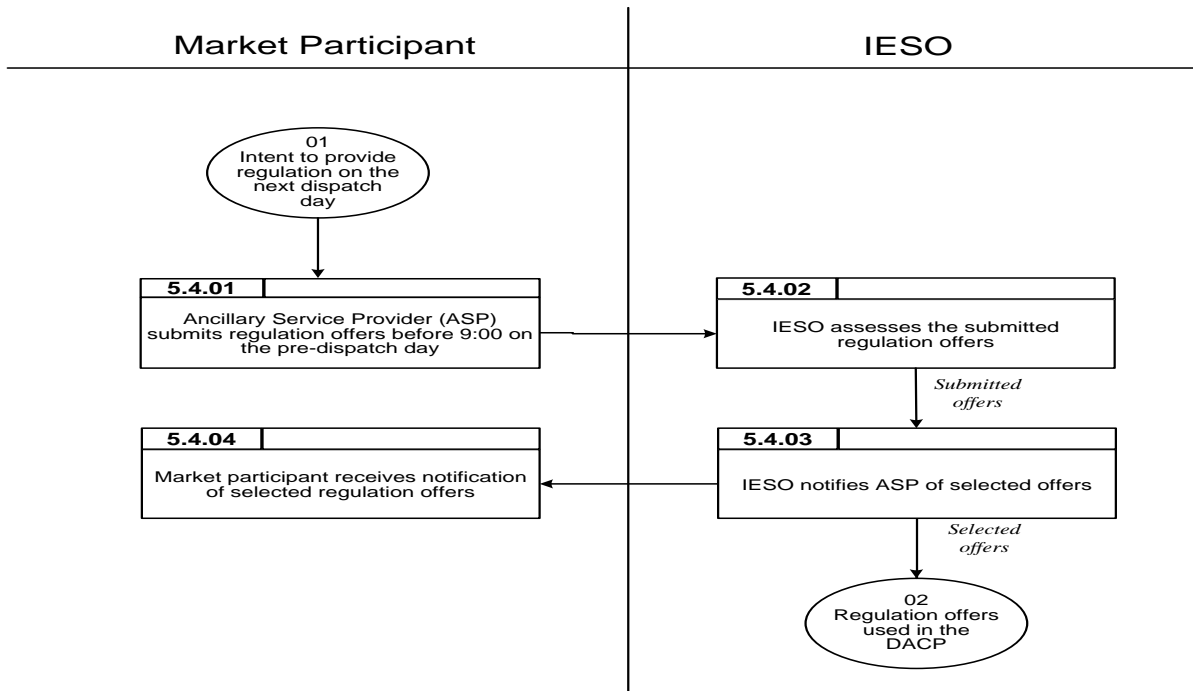 Market Participant
IESO
01
Intent to provide
regulation on the
next dispatch
day
5.4.01
Ancillary Service Provider (ASP)
submits regulation offers before 9:00 on
the pre-dispatch day
5.4.02
IESO assesses the submitted
regulation offers
Submitted
offers
5.4.03
IESO notifies ASP of selected offers
5.4.04
Market participant receives notification
of selected regulation offers
Selected
offers
02
Regulation offers
used in the
DACP